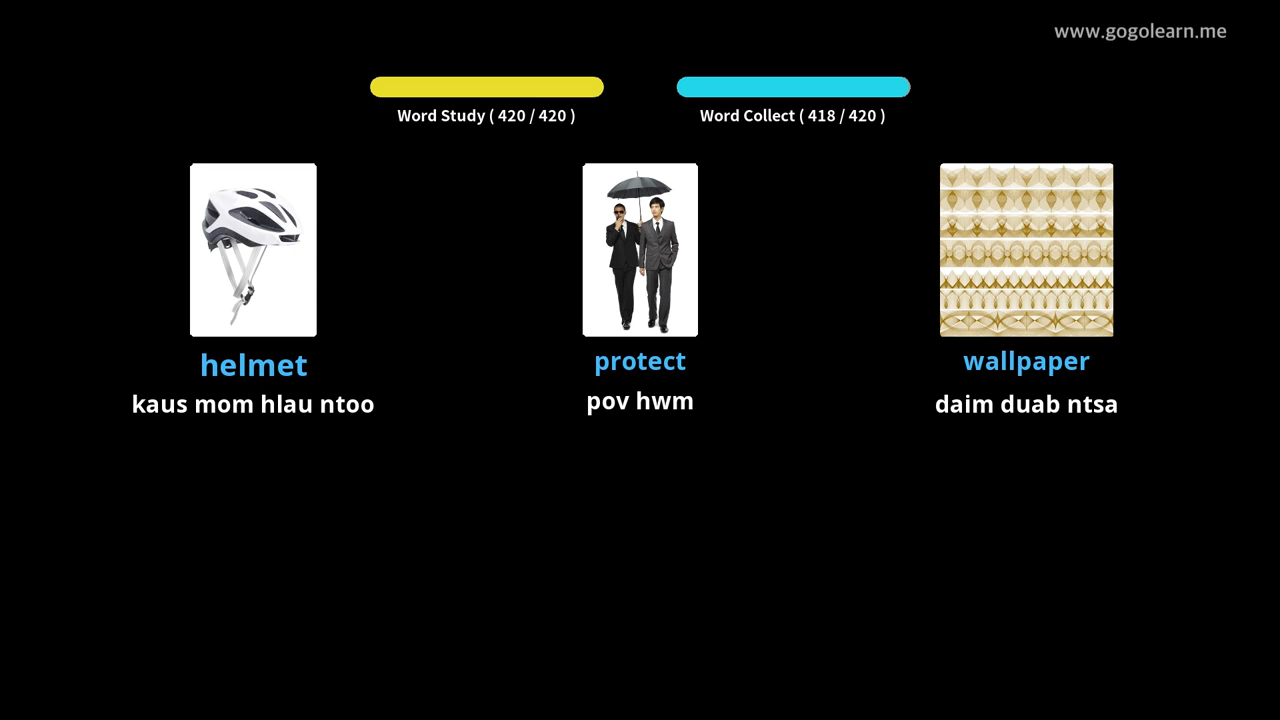 www.gogolearn.me
Word Study ( 420 / 420 )
Word Collect ( 418 / 420 )
helmet
kaus mom hlau ntoo
protect
pov hwm
wallpaper
daim duab ntsa